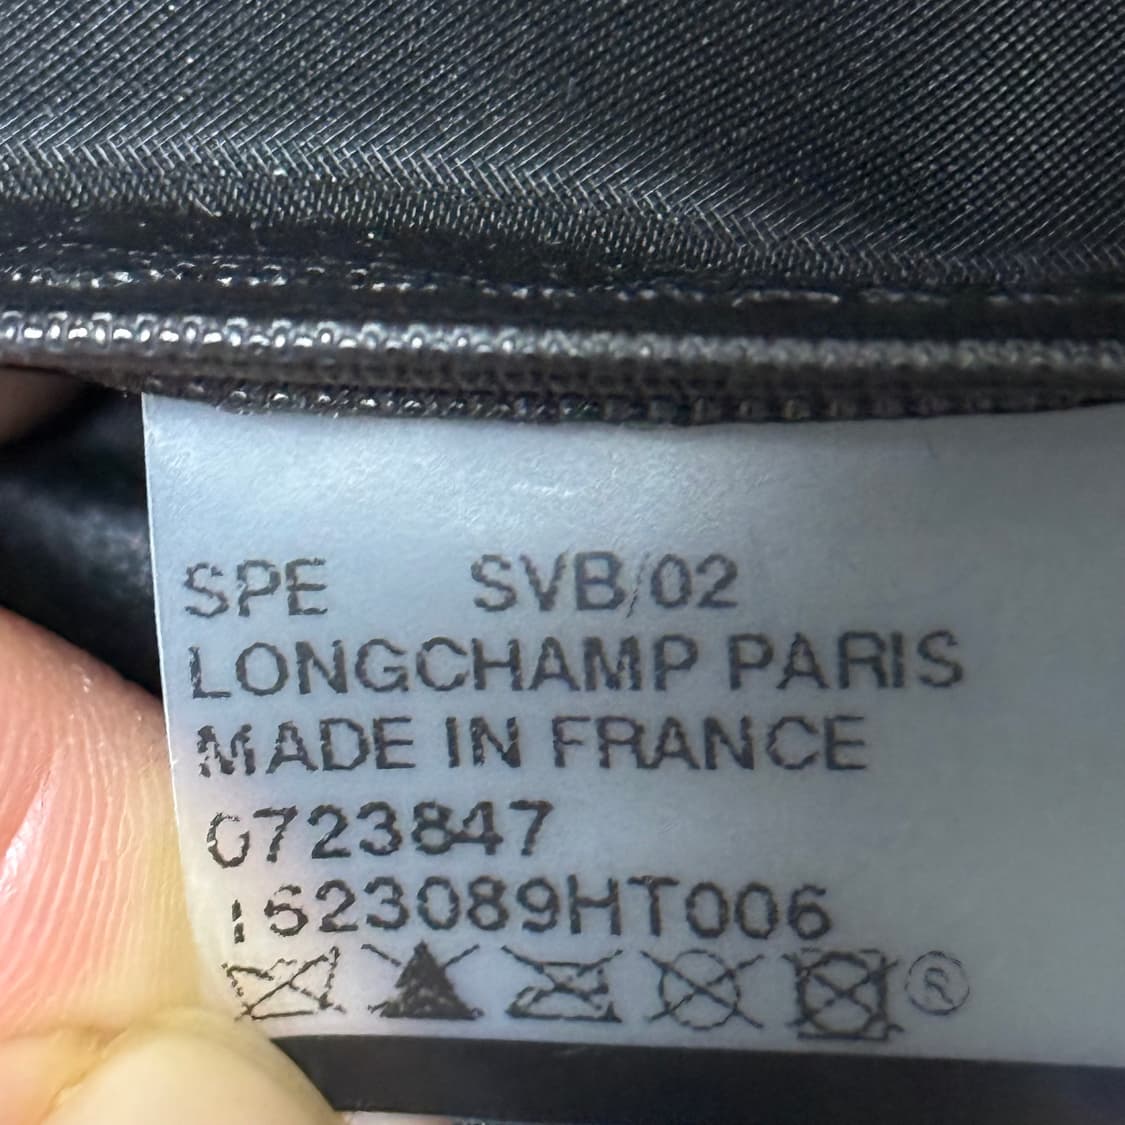 SPE SVB/02
LONGCHAMP PARIS
MADE IN FRANCE
0723847
1623089HT006
®